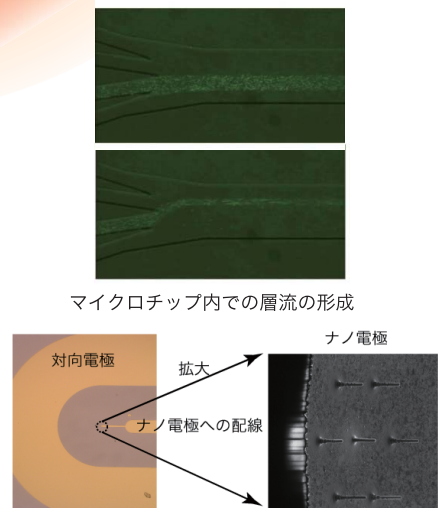 マイクロチップ内での層流の形成
ナノ電極
対向電極
拡大
ナノ電極への配線